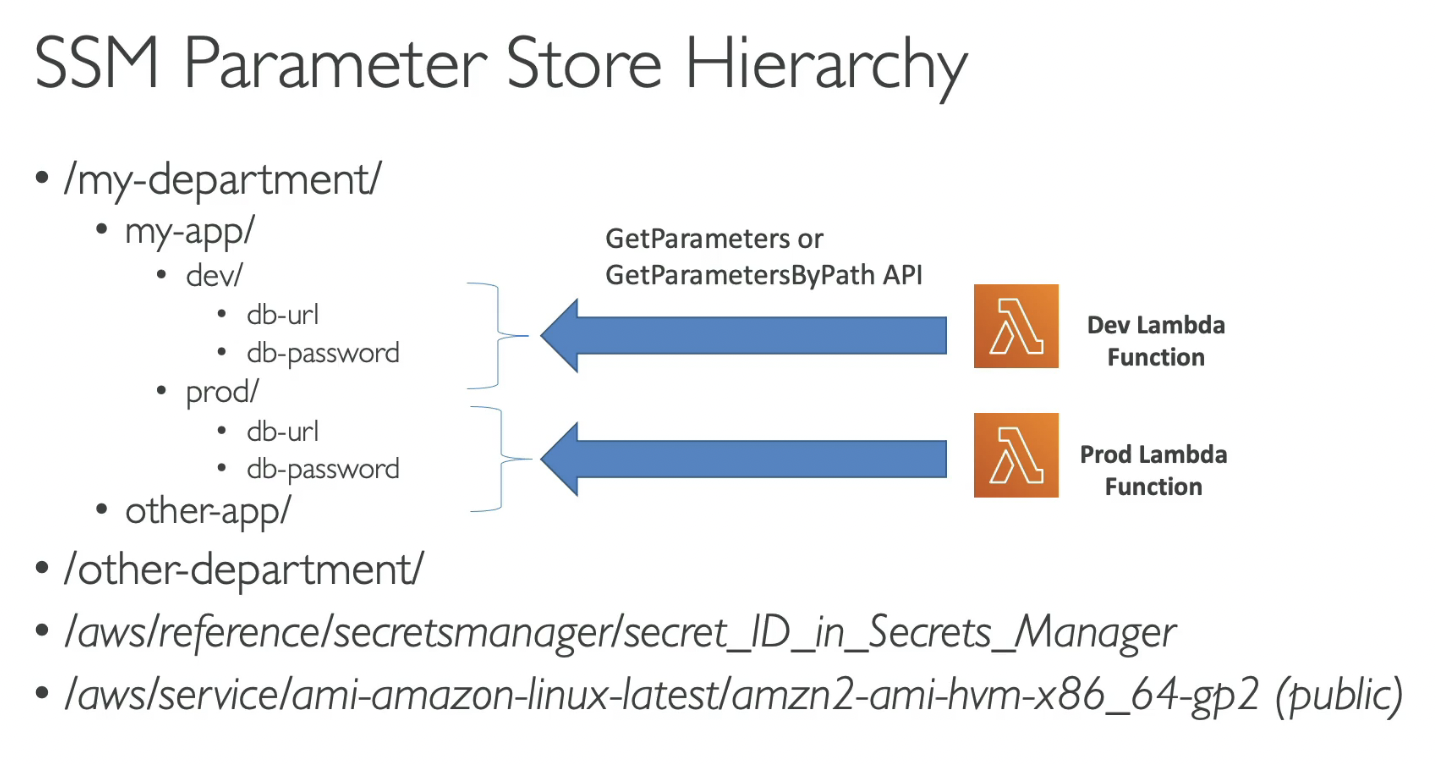 SSM Parameter Store Hierarchy
• /my-department/
• my-app/
• dev/
• db-url
• db-password
• prod/
• db-url
• db-password
• other-app/
GetParameters or
GetParametersByPath API
Dev Lambda
Function
Prod Lambda
Function
• /other-department/
• /aws/reference/secretsmanager/secret_ID_in_Secrets_Manager
• /aws/service/ami-amazon-linux-latest/amzn2-ami-hvm-x86_64-gp2 (public)